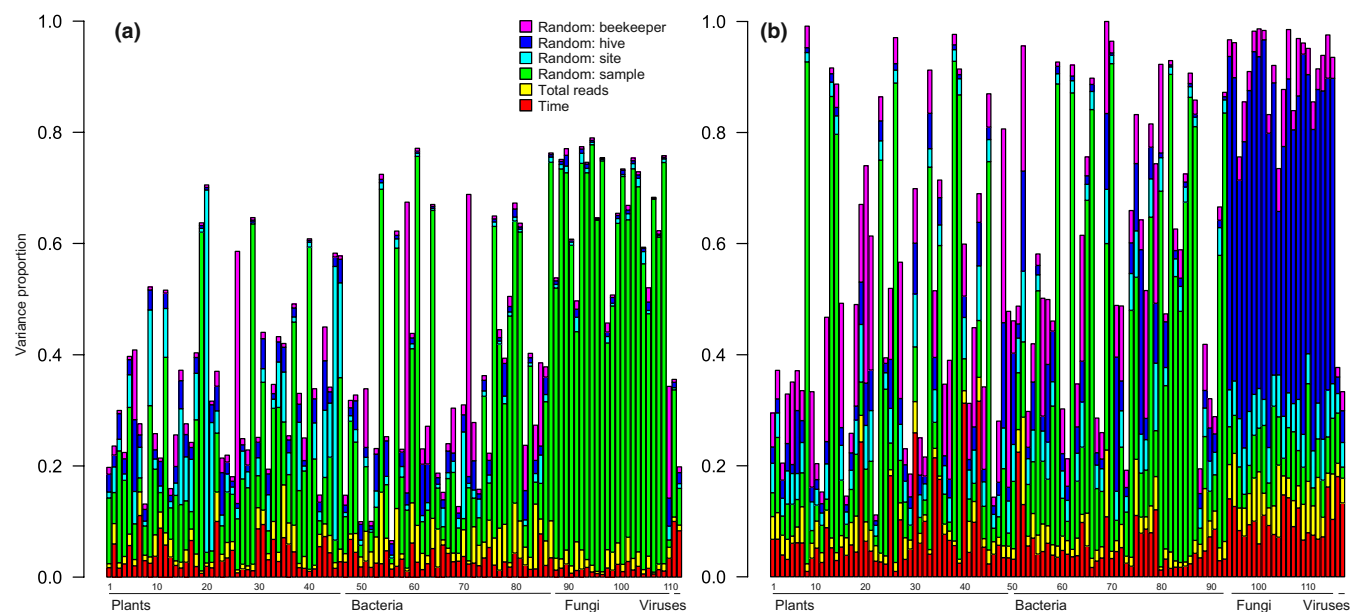 (a)
(b)
Random: beekeeper
Random: hive
Random: site
Random: sample
Total reads
Time
Variance proportion
1.0
0.8
0.6
0.4
0.2
0.0
1 10 20 30 40 50 60 70 80 90 100 110
Plants Bacteria Fungi Viruses
1.0
0.8
0.6
0.4
0.2
0.0
1 10 20 30 40 50 60 70 80 90 100 110
Plants Bacteria Fungi Viruses